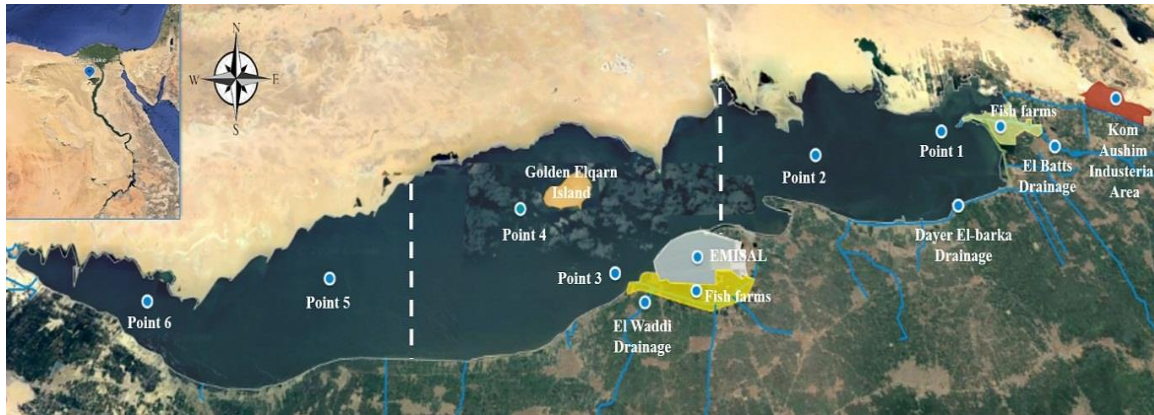 N
W
E
S
Fish farms
Kom
Aushim
Industeria
Area
Point 1
El Batts
Drainage
Point 2
Golden Elqarn
Island
Point 4
Dayer El-barka
Drainage
EMISAL
Point 3
Fish farms
Point 5
Point 6
El Waddi
Drainage